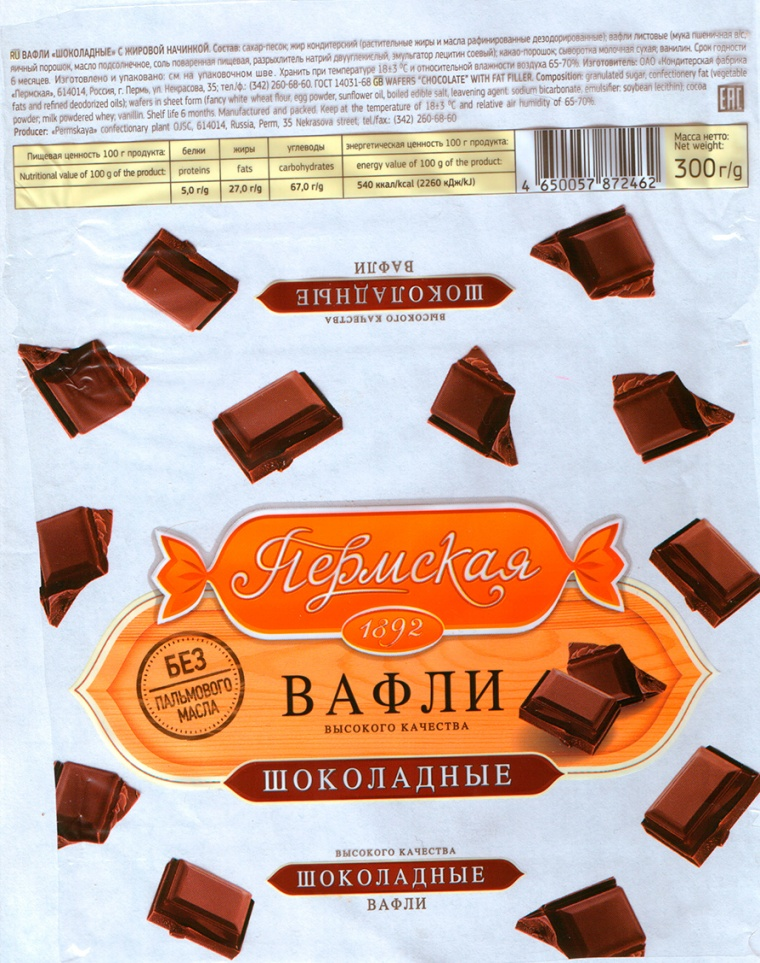 RU ВАФЛИ «ШОКОЛАДНЫЕ» С ЖИРОВОЙ НАЧИНКОЙ. Состав: сахар-песок, жир кондитерский (растительные жиры и масла рафинированные дезодорированные); вафли листовые (мука пшеничная в/с,
яичный порошок, масло подсолнечное, соль поваренная пищевая, разрыхлитель натрий двууглекислый, эмульгатор лецитин соевый); какао-порошок; сыворотка молочная сухая, ванилин. Срок годности
6 месяцев. Изготовлено и упаковано: см. на упаковочном шве. Хранить при температуре 18±3 °С и относительной влажности воздуха 65-70%. Изготовитель: ОАО «Кондитерская фабрика
«Пермская», 614014, Россия, г. Пермь, ул. Некрасова, 35; тел./ф.: (342) 260-68-60. ГОСТ 14031-68 GB WAFERS "CHOCOLATE" WITH FAT FILLER. Composition: granulated sugar, confectionery fat (vegetable
fats and refined deodorized oils); wafers in sheet form (fancy white wheat flour, egg powder, sunflower oil, boiled edible salt, leavening agent: sodium bicarbonate, emulsifier: soybean lecithin); cocoa
powder; milk powdered whey, vanillin. Shelf life 6 months. Manufactured and packed. Keep at the temperature of 18±3 °C and relative air humidity of 65-70%.
Producer: «Permskaya» confectionary plant OJSC, 614014, Russia, Perm, 35 Nekrasova street, tel./fax.: (342) 260-68-60
EAC
Пищевая ценность 100 г продукта: белки жиры углеводы энергетическая ценность 100 г продукта:
Nutritional value of 100 g of the product: proteins fats carbohydrates energy value of 100 g of the product:
5,0 г/g 27,0 г/g 67,0 г/g 540 ккал/kcal (2260 кДж/kJ)
4 650057 872462
Масса нетто:
Net weight:
300 г/g
ВАФЛИ
ШОКОЛАДНЫЕ
ВЫСОКОГО КАЧЕСТВА
Пермская
1892
БЕЗ
ПАЛЬМОВОГО
МАСЛА
ВАФЛИ
ВЫСОКОГО КАЧЕСТВА
ШОКОЛАДНЫЕ
ВЫСОКОГО КАЧЕСТВА
ШОКОЛАДНЫЕ
ВАФЛИ